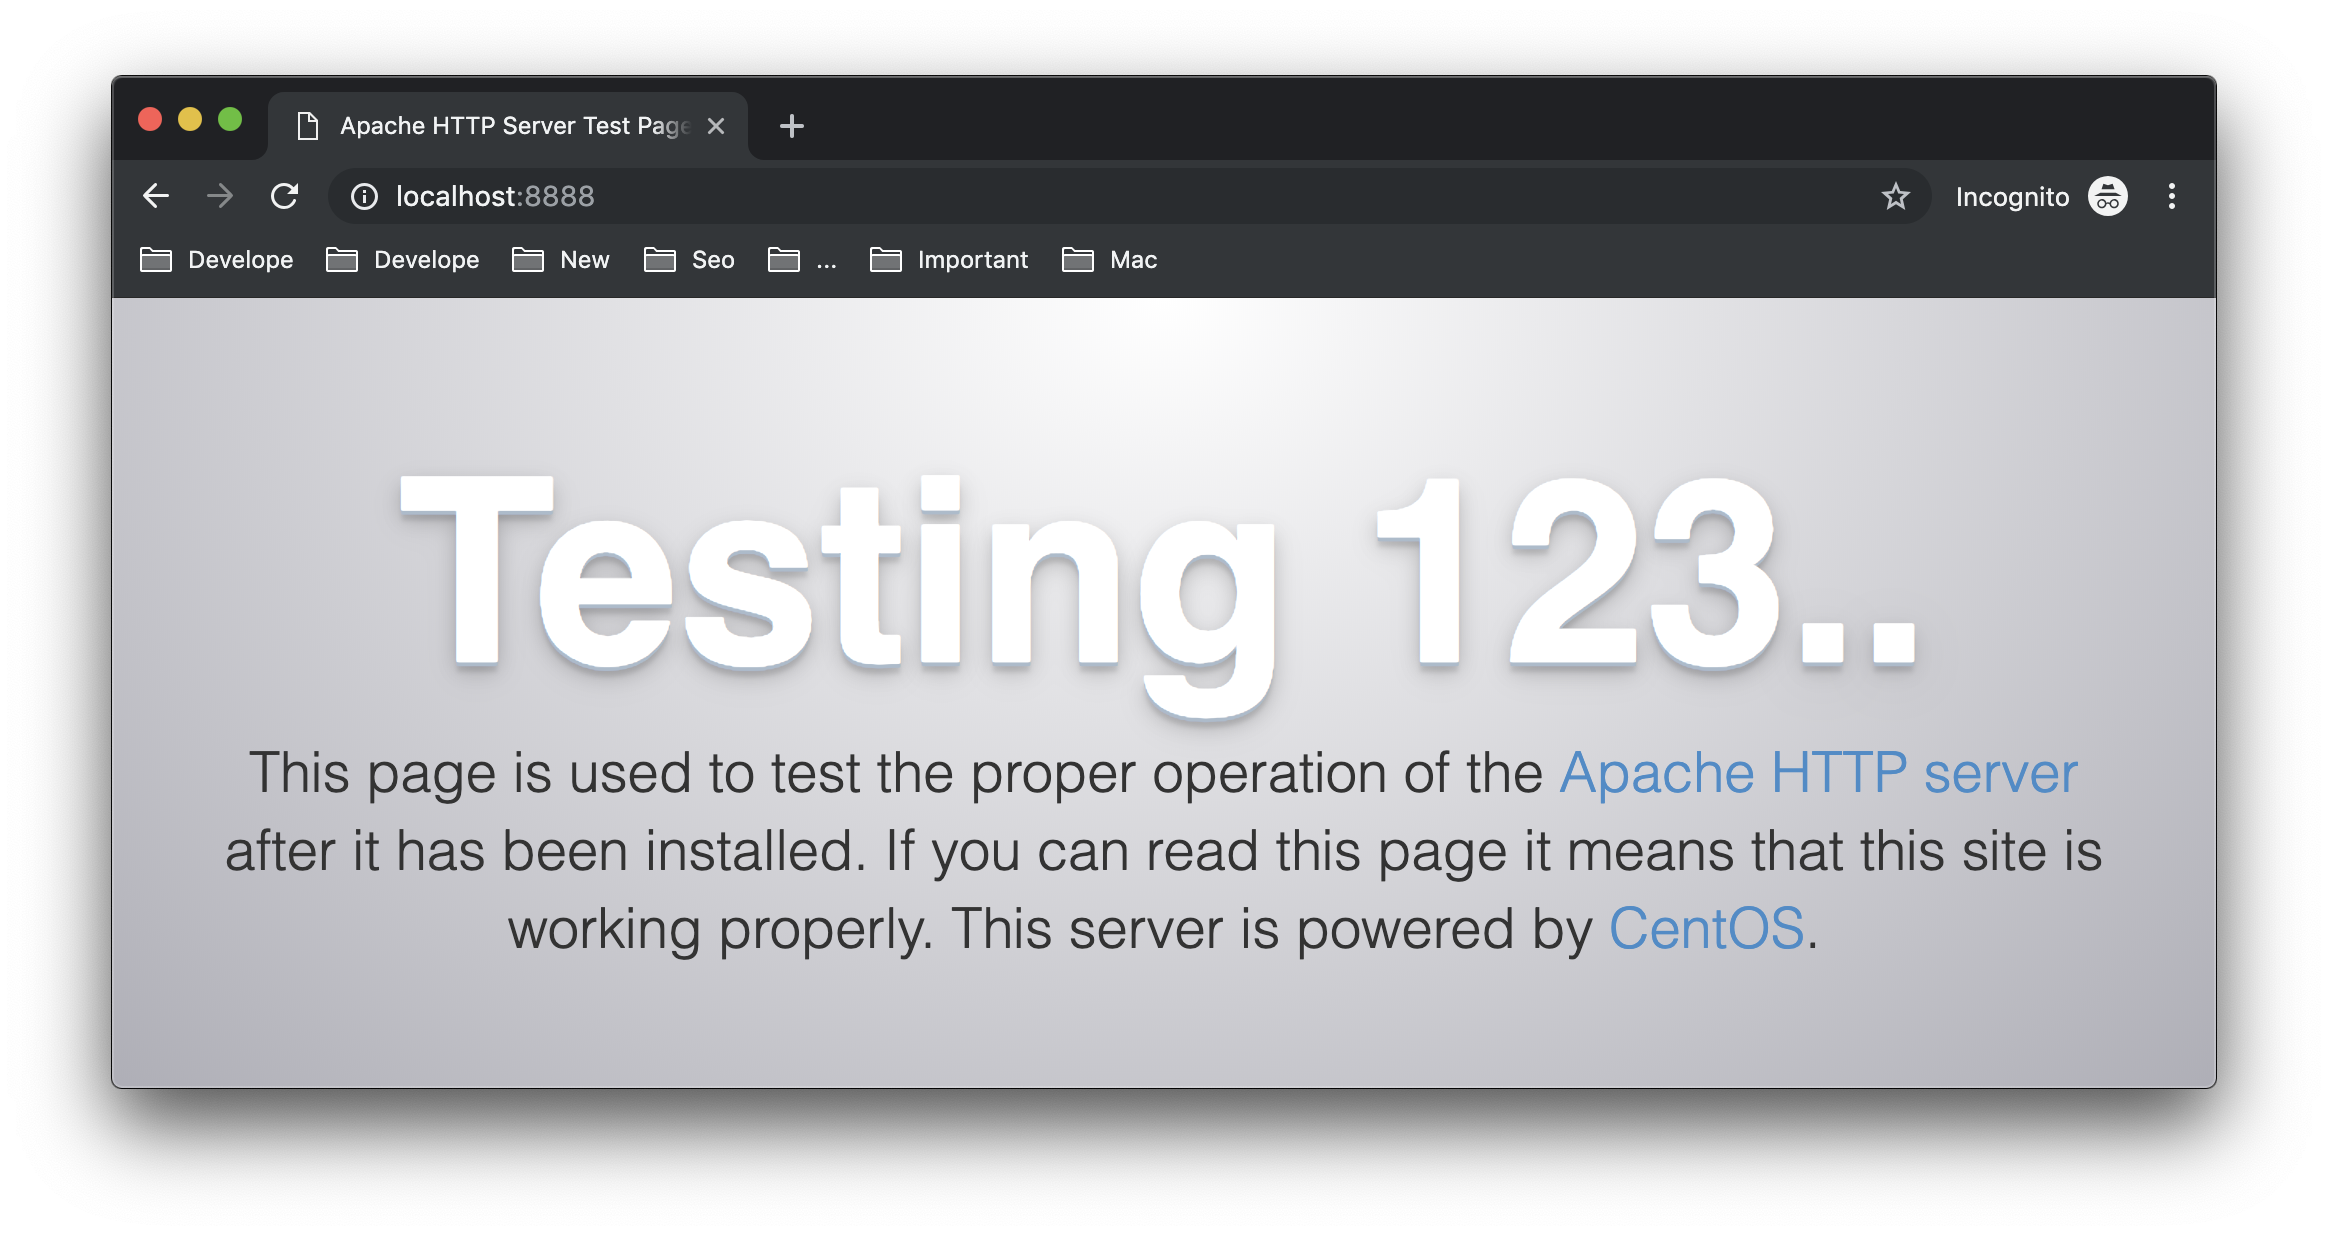 Apache HTTP Server Test Page
localhost:8888
Incognito
Develope Develope New Seo ... Important Mac
Testing 123..
This page is used to test the proper operation of the Apache HTTP server
after it has been installed. If you can read this page it means that this site is
working properly. This server is powered by CentOS.